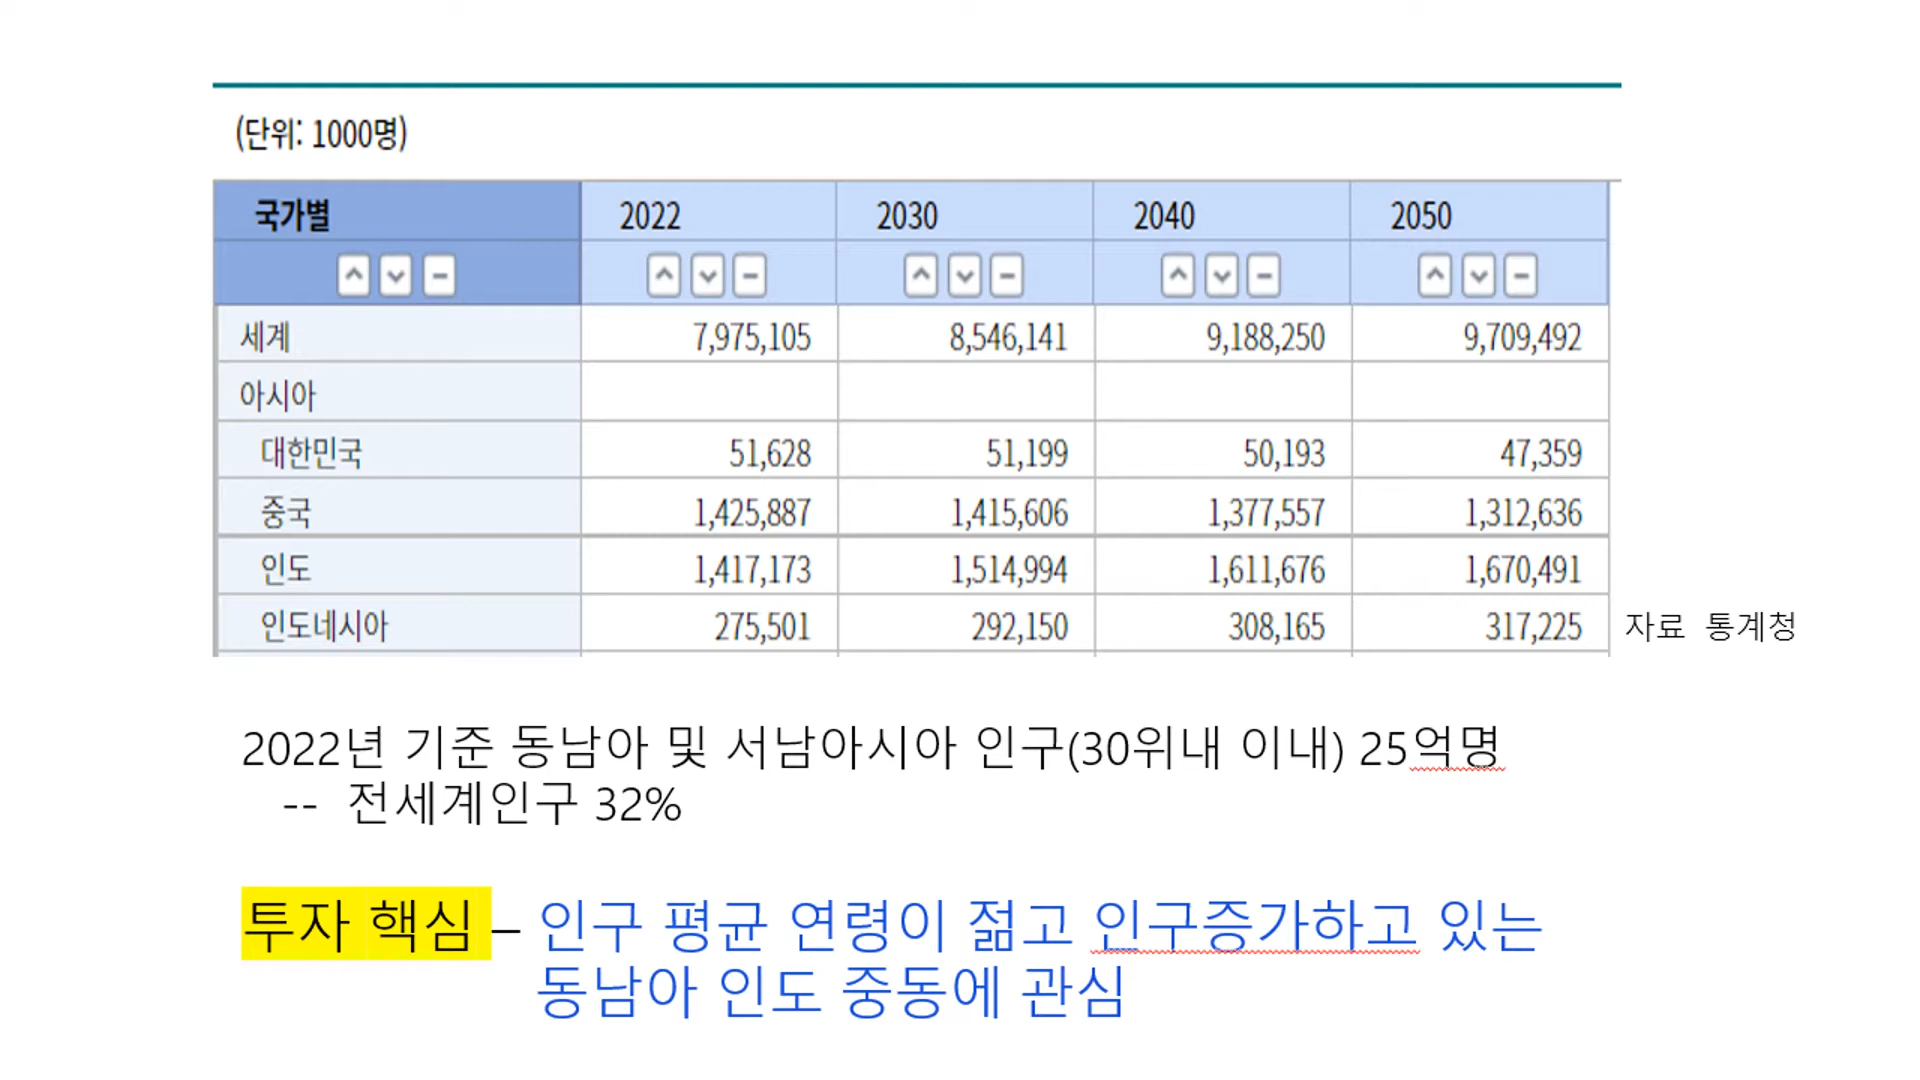 (단위: 1000명)
국가별 2022 2030 2040 2050
세계 7,975,105 8,546,141 9,188,250 9,709,492
아시아
대한민국 51,628 51,199 50,193 47,359
중국 1,425,887 1,415,606 1,377,557 1,312,636
인도 1,417,173 1,514,994 1,611,676 1,670,491
인도네시아 275,501 292,150 308,165 317,225
자료 통계청
2022년 기준 동남아 및 서남아시아 인구(30위내 이내) 25억명
-- 전세계인구 32%
투자 핵심 – 인구 평균 연령이 젊고 인구증가하고 있는
동남아 인도 중동에 관심